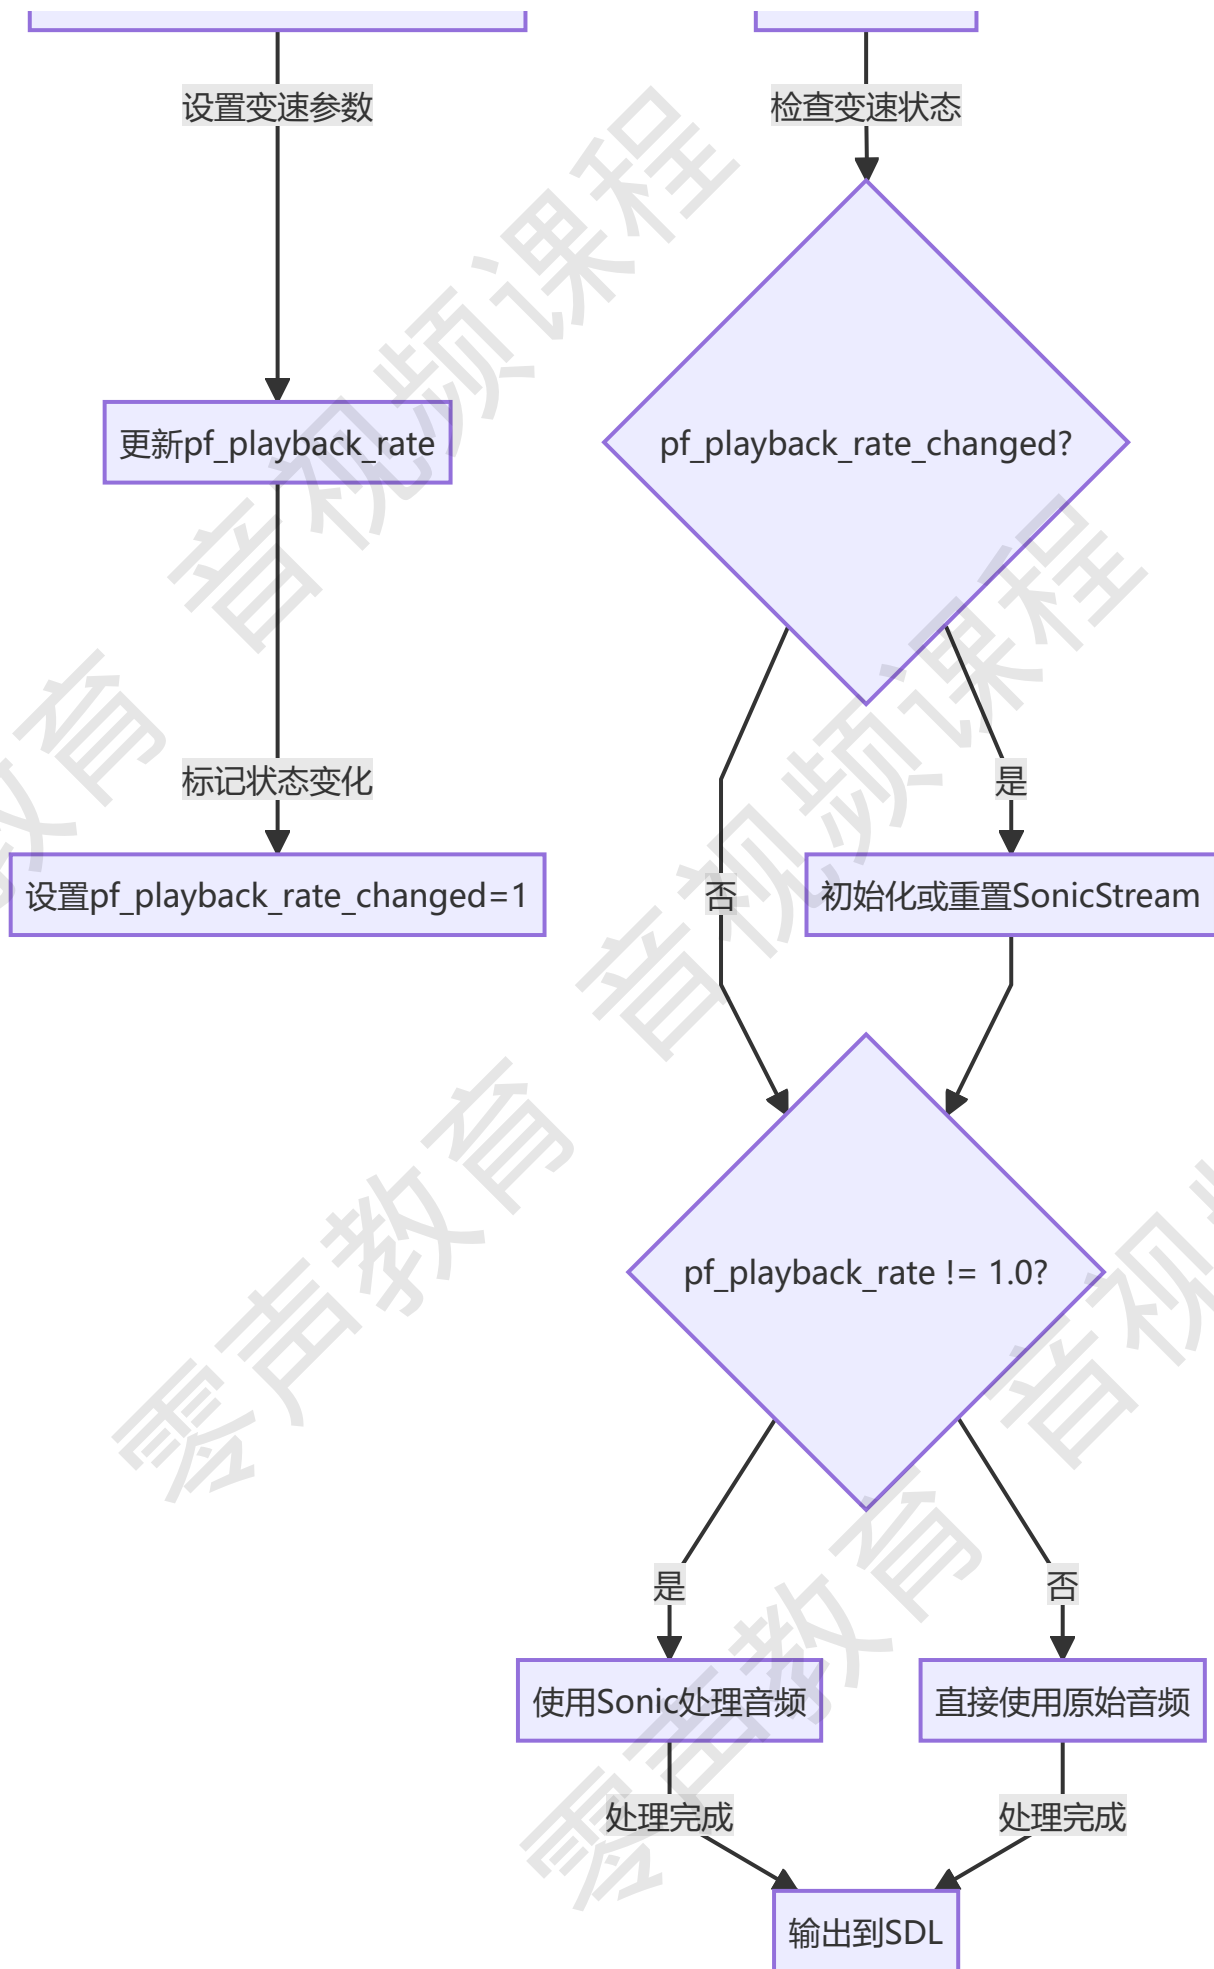 设置变速参数
检查变速状态
更新pf_playback_rate
pf_playback_rate_changed?
标记状态变化
是
设置pf_playback_rate_changed=1
否
初始化或重置SonicStream
pf_playback_rate != 1.0?
是
否
使用Sonic处理音频
直接使用原始音频
处理完成
处理完成
输出到SDL
教育 音视频课程
零声教育 音视频课程
零声教育 音视频